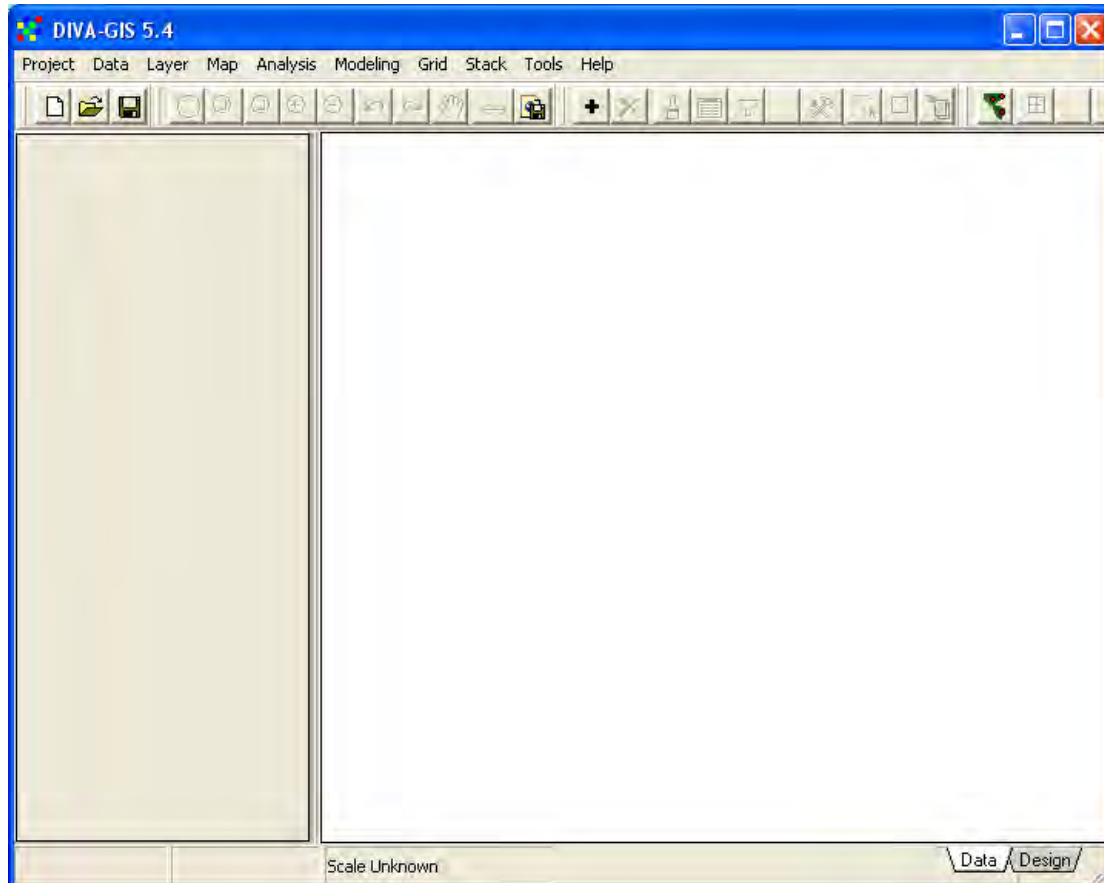 DIVA-GIS 5.4
Project Data Layer Map Analysis Modeling Grid Stack Tools Help
Scale Unknown
Data Design